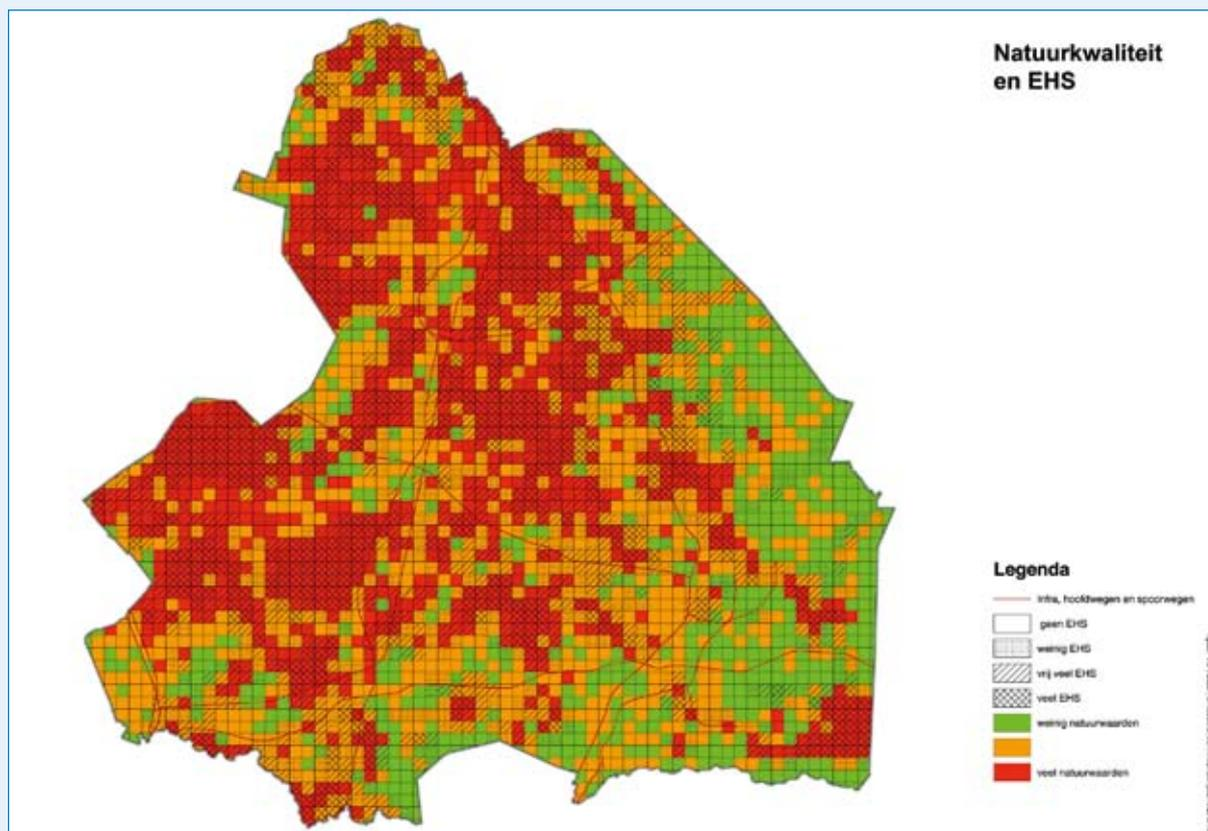 Natuurkwaliteit
en EHS
Legenda
Infra, hoofdwegen en spoorwegen
geen EHS
weinig EHS
vrij veel EHS
veel EHS
weinig natuurwaarden
veel natuurwaarden